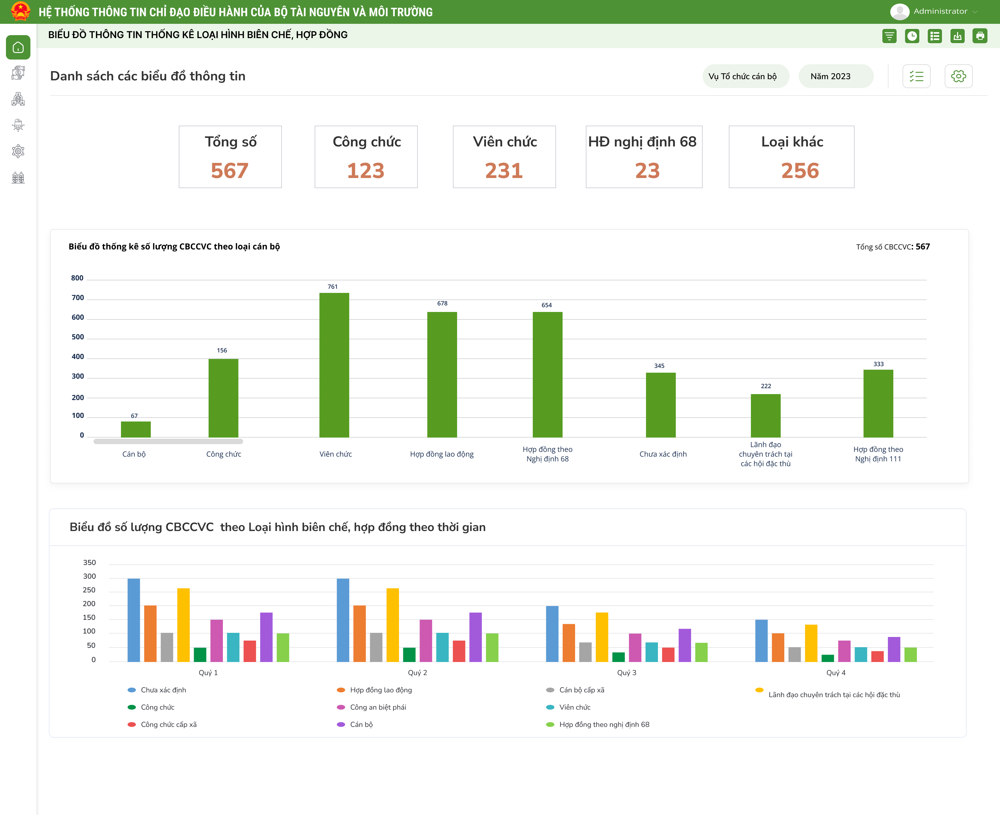 HỆ THỐNG THÔNG TIN CHỈ ĐẠO ĐIỀU HÀNH CỦA BỘ TÀI NGUYÊN VÀ MÔI TRƯỜNG
Administrator
BIỂU ĐỒ THÔNG TIN THỐNG KÊ LOẠI HÌNH BIÊN CHẾ, HỢP ĐỒNG
Danh sách các biểu đồ thông tin
Vụ Tổ chức cán bộ
Năm 2023
Tổng số
567
Công chức
123
Viên chức
231
HĐ nghị định 68
23
Loại khác
256
Biểu đồ thống kê số lượng CBCCVC theo loại cán bộ
Tổng số CBCCVC: 567
800
700
600
500
400
300
200
100
0
67
156
761
678
654
345
222
333
Cán bộ
Công chức
Viên chức
Hợp đồng lao động
Hợp đồng theo
Nghị định 68
Chưa xác định
Lãnh đạo
chuyên trách tại
các hội đặc thù
Hợp đồng theo
Nghị định 111
Biểu đồ số lượng CBCCVC theo Loại hình biên chế, hợp đồng theo thời gian
350
300
250
200
150
100
50
0
Quý 1
Quý 2
Quý 3
Quý 4
Chưa xác định
Hợp đồng lao động
Cán bộ cấp xã
Lãnh đạo chuyên trách tại các hội đặc thù
Công chức
Công an biệt phái
Viên chức
Công chức cấp xã
Cán bộ
Hợp đồng theo nghị định 68